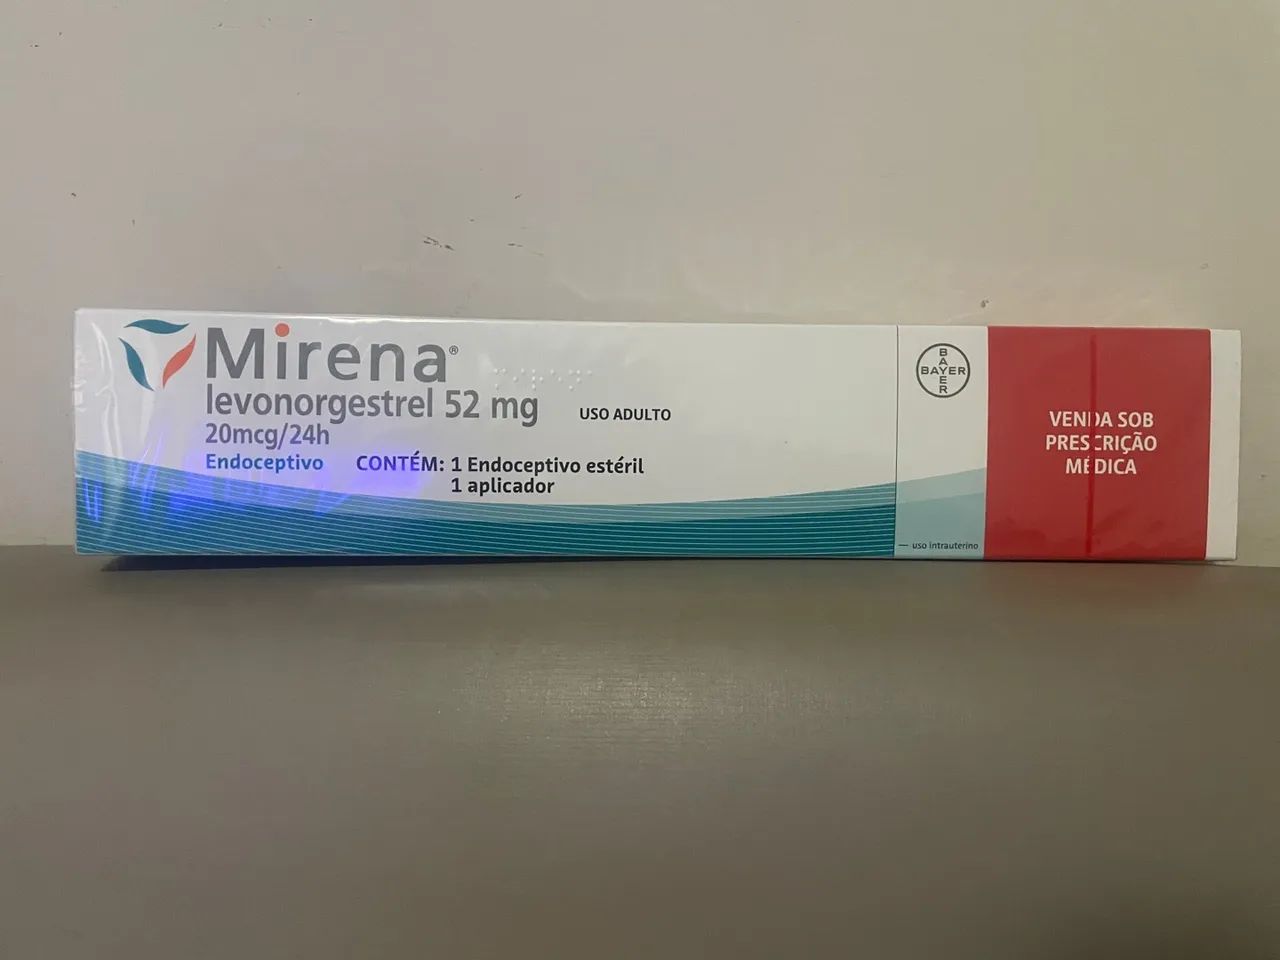 Mirena®
levonorgestrel 52 mg
USO ADULTO
20mcg/24h
Endoceptivo
CONTÉM: 1 Endoceptivo estéril
1 aplicador
BAYER
BAYER
uso intrauterino
VENDA SOB
PRESCRIÇÃO
MÉDICA